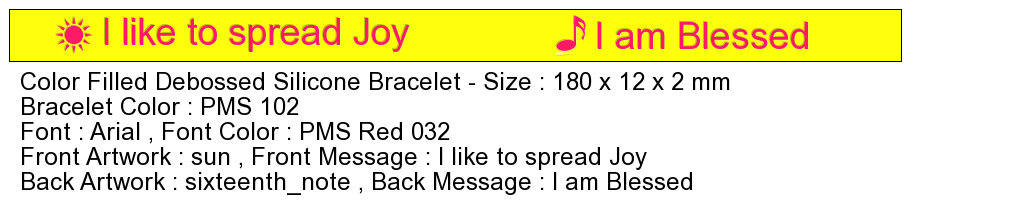 I like to spread Joy I am Blessed
Color Filled Debossed Silicone Bracelet - Size : 180 x 12 x 2 mm
Bracelet Color : PMS 102
Font : Arial , Font Color : PMS Red 032
Front Artwork : sun , Front Message : I like to spread Joy
Back Artwork : sixteenth_note , Back Message : I am Blessed